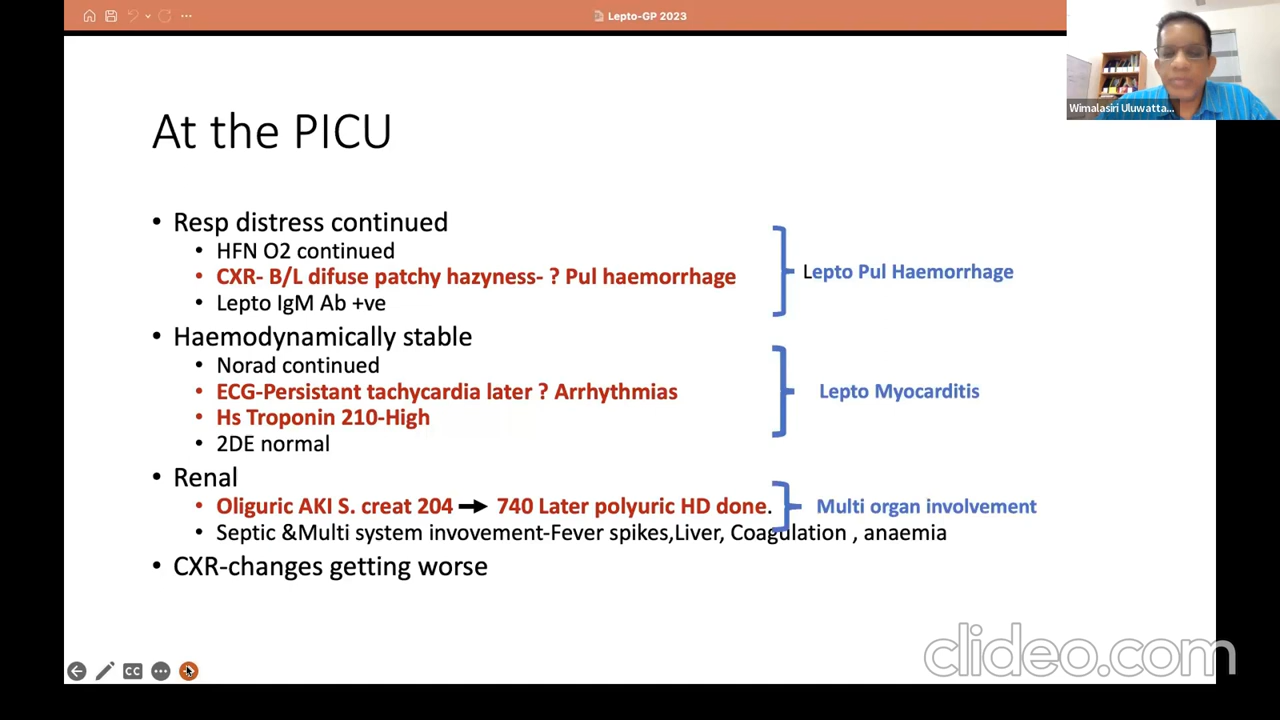 Lepto-GP 2023
Wimalasiri Uluwatta...
At the PICU
• Resp distress continued
• HFN O2 continued
• CXR- B/L difuse patchy hazyness- ? Pul haemorrhage
• Lepto IgM Ab +ve
Lepto Pul Haemorrhage
• Haemodynamically stable
• Norad continued
• ECG-Persistant tachycardia later ? Arrhythmias
• Hs Troponin 210-High
• 2DE normal
Lepto Myocarditis
• Renal
• Oliguric AKI S. creat 204 → 740 Later polyuric HD done.
• Septic &Multi system invovement-Fever spikes,Liver, Coagulation , anaemia
Multi organ involvement
• CXR-changes getting worse
CC
clideo.com